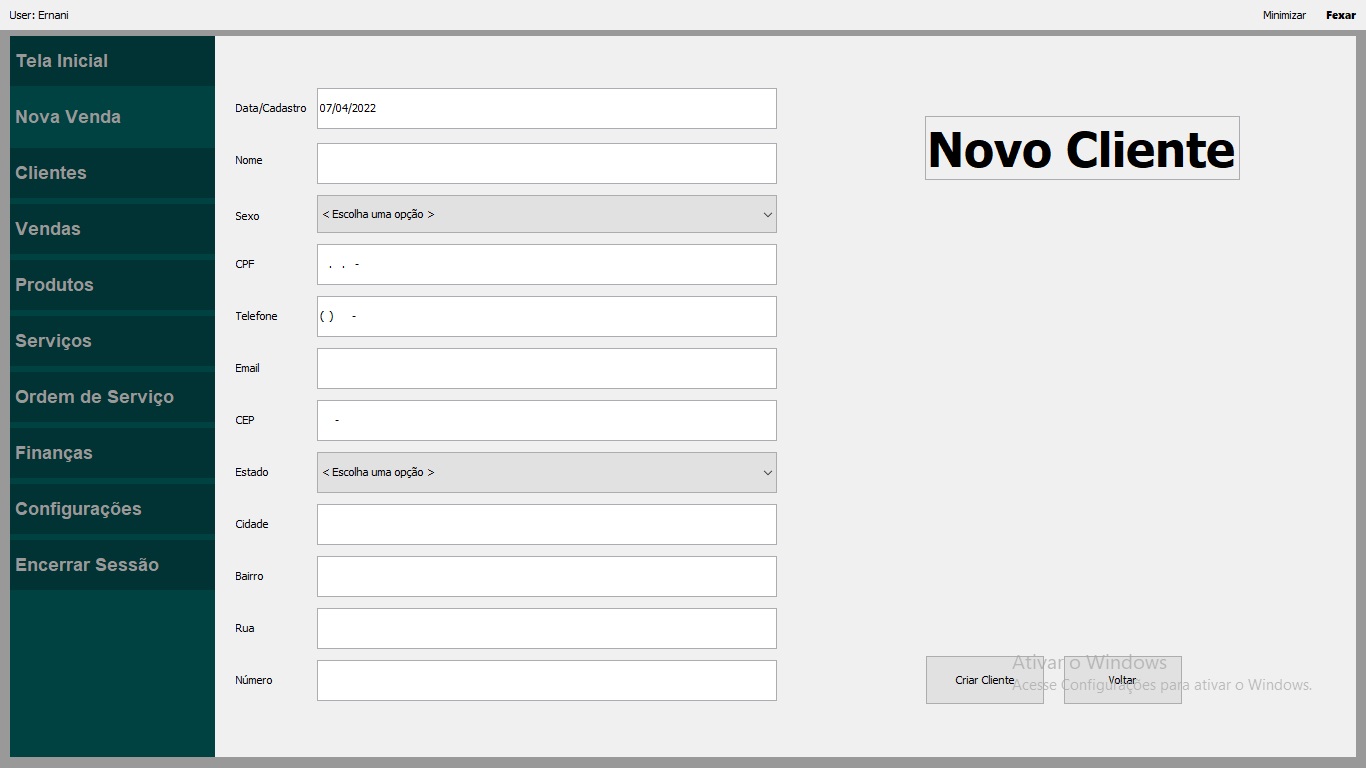 User: Ernani
Minimizar
Fexar
Tela Inicial
Nova Venda
Clientes
Vendas
Produtos
Serviços
Ordem de Serviço
Finanças
Configurações
Encerrar Sessão
Data/Cadastro 07/04/2022
Nome
Sexo < Escolha uma opção >
CPF . . -
Telefone ( ) -
Email
CEP -
Estado < Escolha uma opção >
Cidade
Bairro
Rua
Número
Novo Cliente
Criar Cliente
Voltar
Ativar o Windows
Acesse Configurações para ativar o Windows.